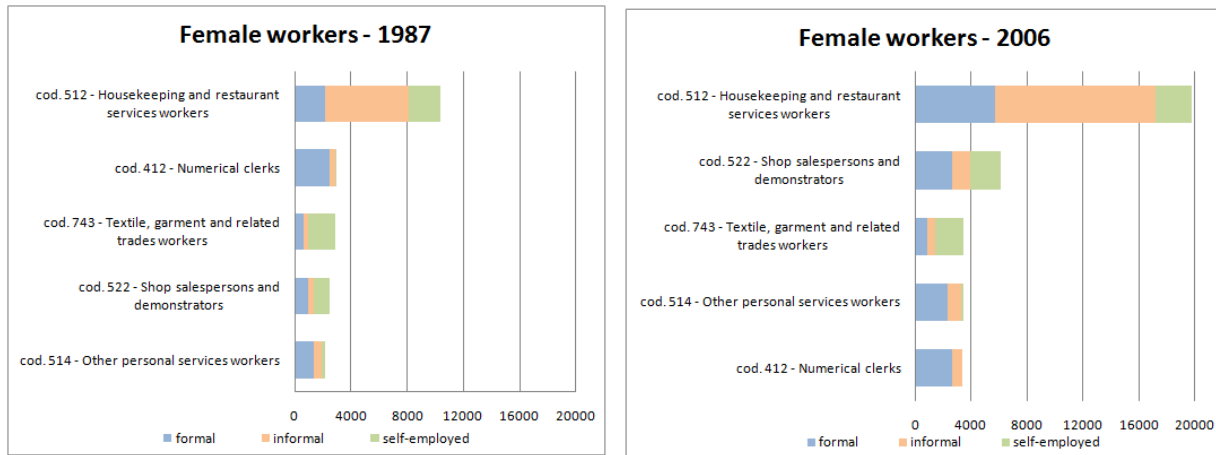 Female workers - 1987
cod. 512 - Housekeeping and restaurant
services workers
cod. 412 - Numerical clerks
cod. 743 - Textile, garment and related
trades workers
cod. 522 - Shop salespersons and
demonstrators
cod. 514 - Other personal services workers
0 4000 8000 12000 16000 20000
formal informal self-employed
Female workers - 2006
cod. 512 - Housekeeping and restaurant
services workers
cod. 522 - Shop salespersons and
demonstrators
cod. 743 - Textile, garment and related
trades workers
cod. 514 - Other personal services workers
cod. 412 - Numerical clerks
0 4000 8000 12000 16000 20000
formal informal self-employed